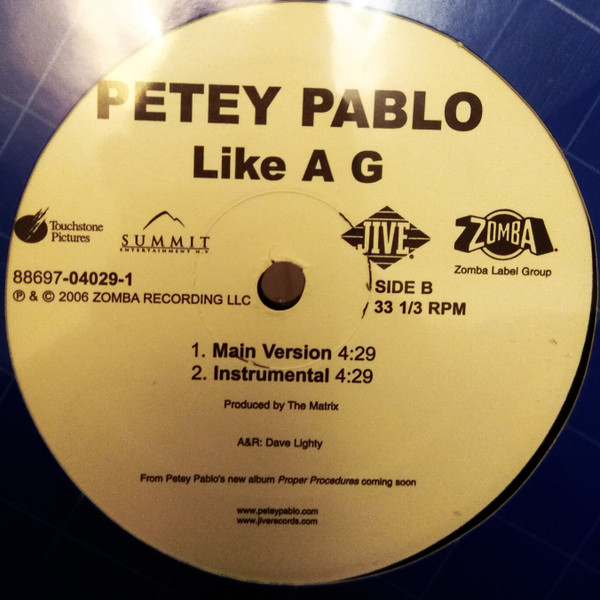 PETEY PABLO
Like A G
Touchstone
Pictures
SUMMIT
ENTERTAINMENT N.V.
JIVE
ZOMBA
Zomba Label Group
88697-04029-1
℗ & © 2006 ZOMBA RECORDING LLC
SIDE B
33 1/3 RPM
1. Main Version 4:29
2. Instrumental 4:29
Produced by The Matrix
A&R: Dave Lighty
From Petey Pablo's new album Proper Procedures coming soon
www.peteypablo.com
www.jiverecords.com